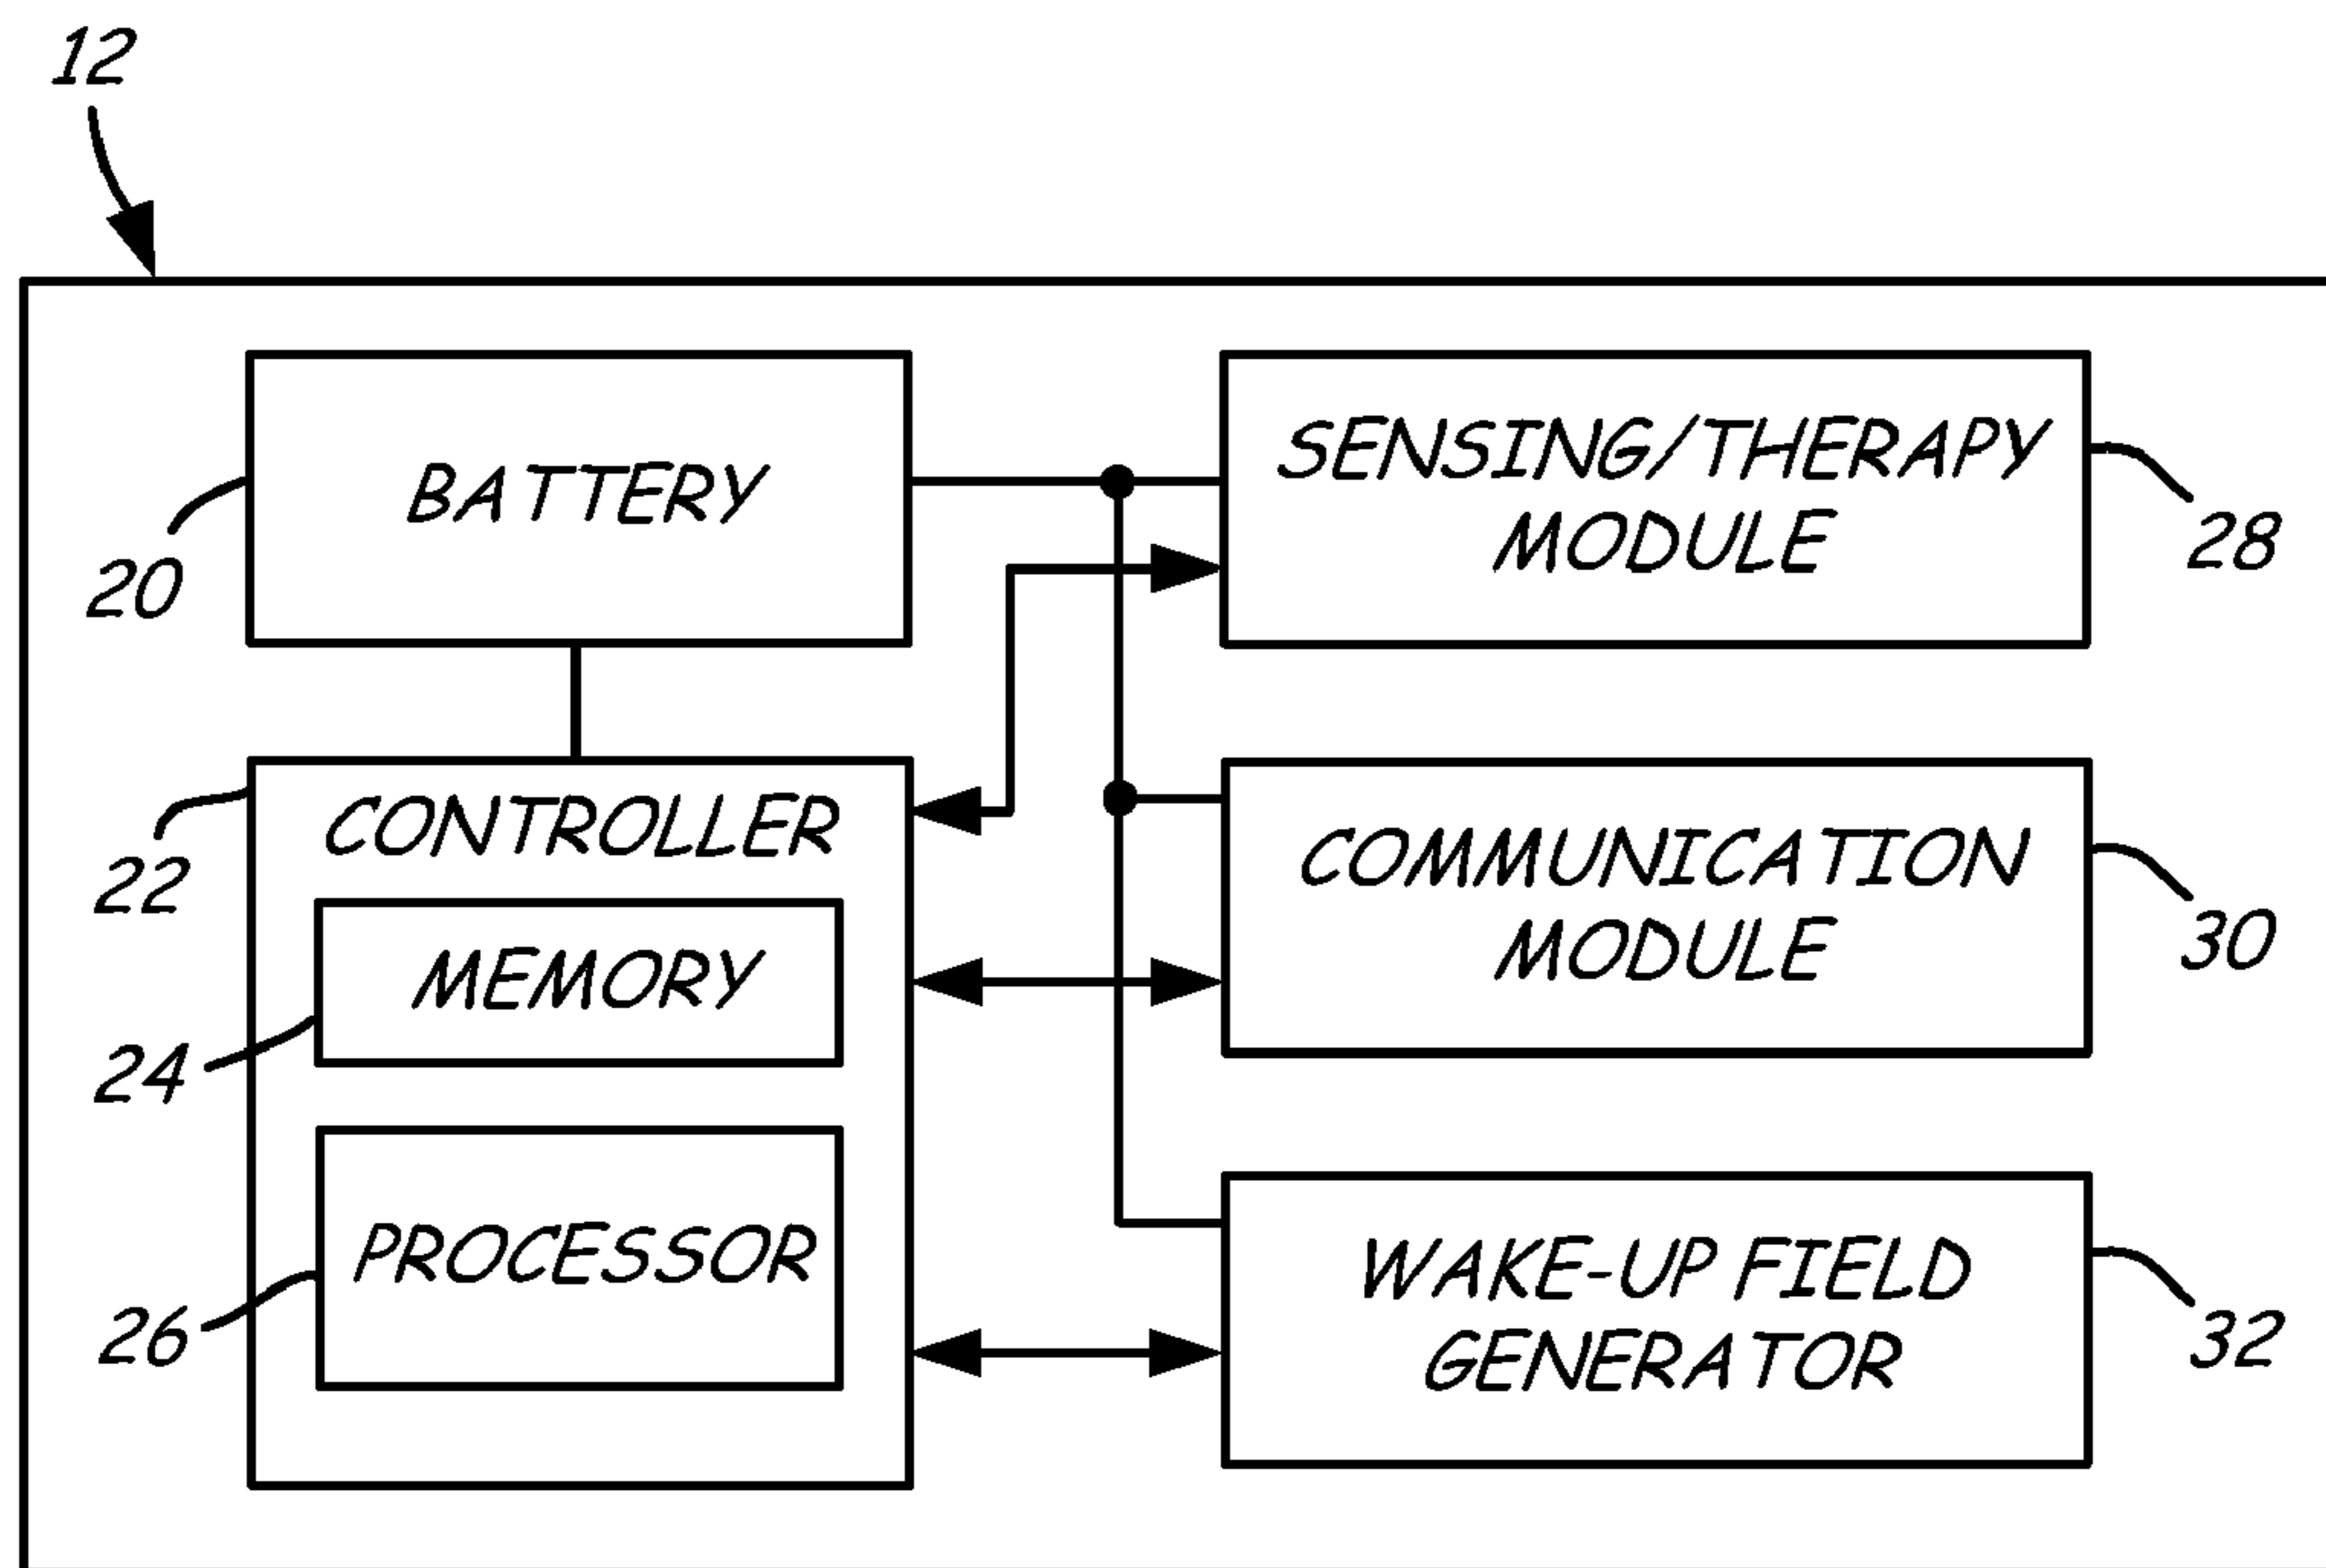 12
BATTERY
20
SENSING/THERAPY
MODULE
28
CONTROLLER
22
MEMORY
24
PROCESSOR
26
COMMUNICATION
MODULE
30
WAKE-UP FIELD
GENERATOR
32